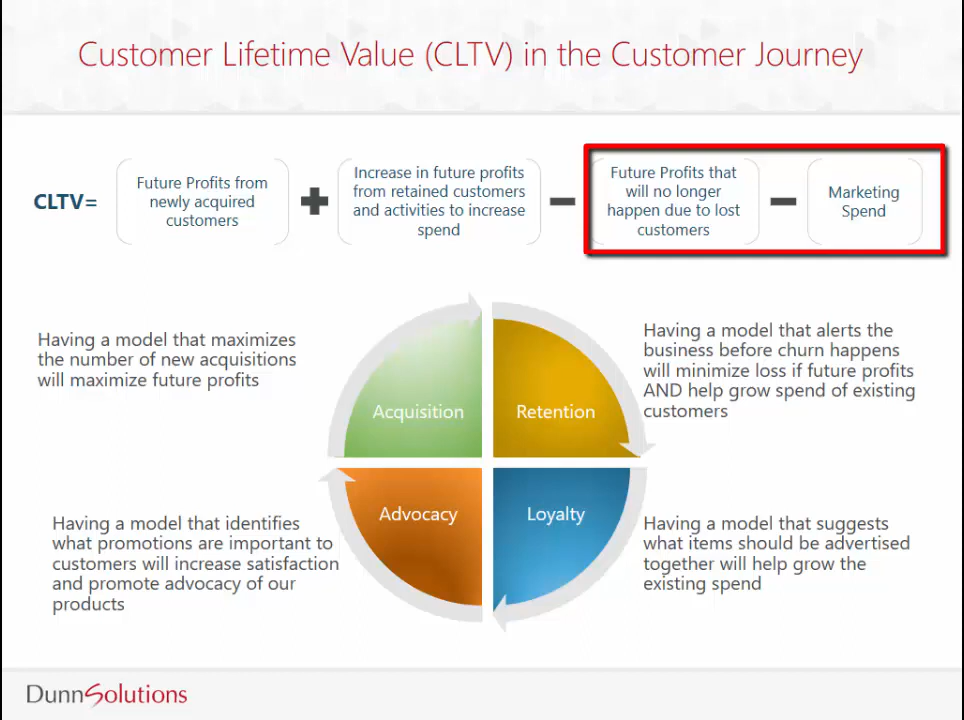 Customer Lifetime Value (CLTV) in the Customer Journey
CLTV=
Future Profits from
newly acquired
customers
+
Increase in future profits
from retained customers
and activities to increase
spend
−
Future Profits that
will no longer
happen due to lost
customers
−
Marketing
Spend
Having a model that maximizes
the number of new acquisitions
will maximize future profits
Acquisition
Retention
Having a model that alerts the
business before churn happens
will minimize loss if future profits
AND help grow spend of existing
customers
Having a model that identifies
what promotions are important to
customers will increase satisfaction
and promote advocacy of our
products
Advocacy
Loyalty
Having a model that suggests
what items should be advertised
together will help grow the
existing spend
DunnSolutions